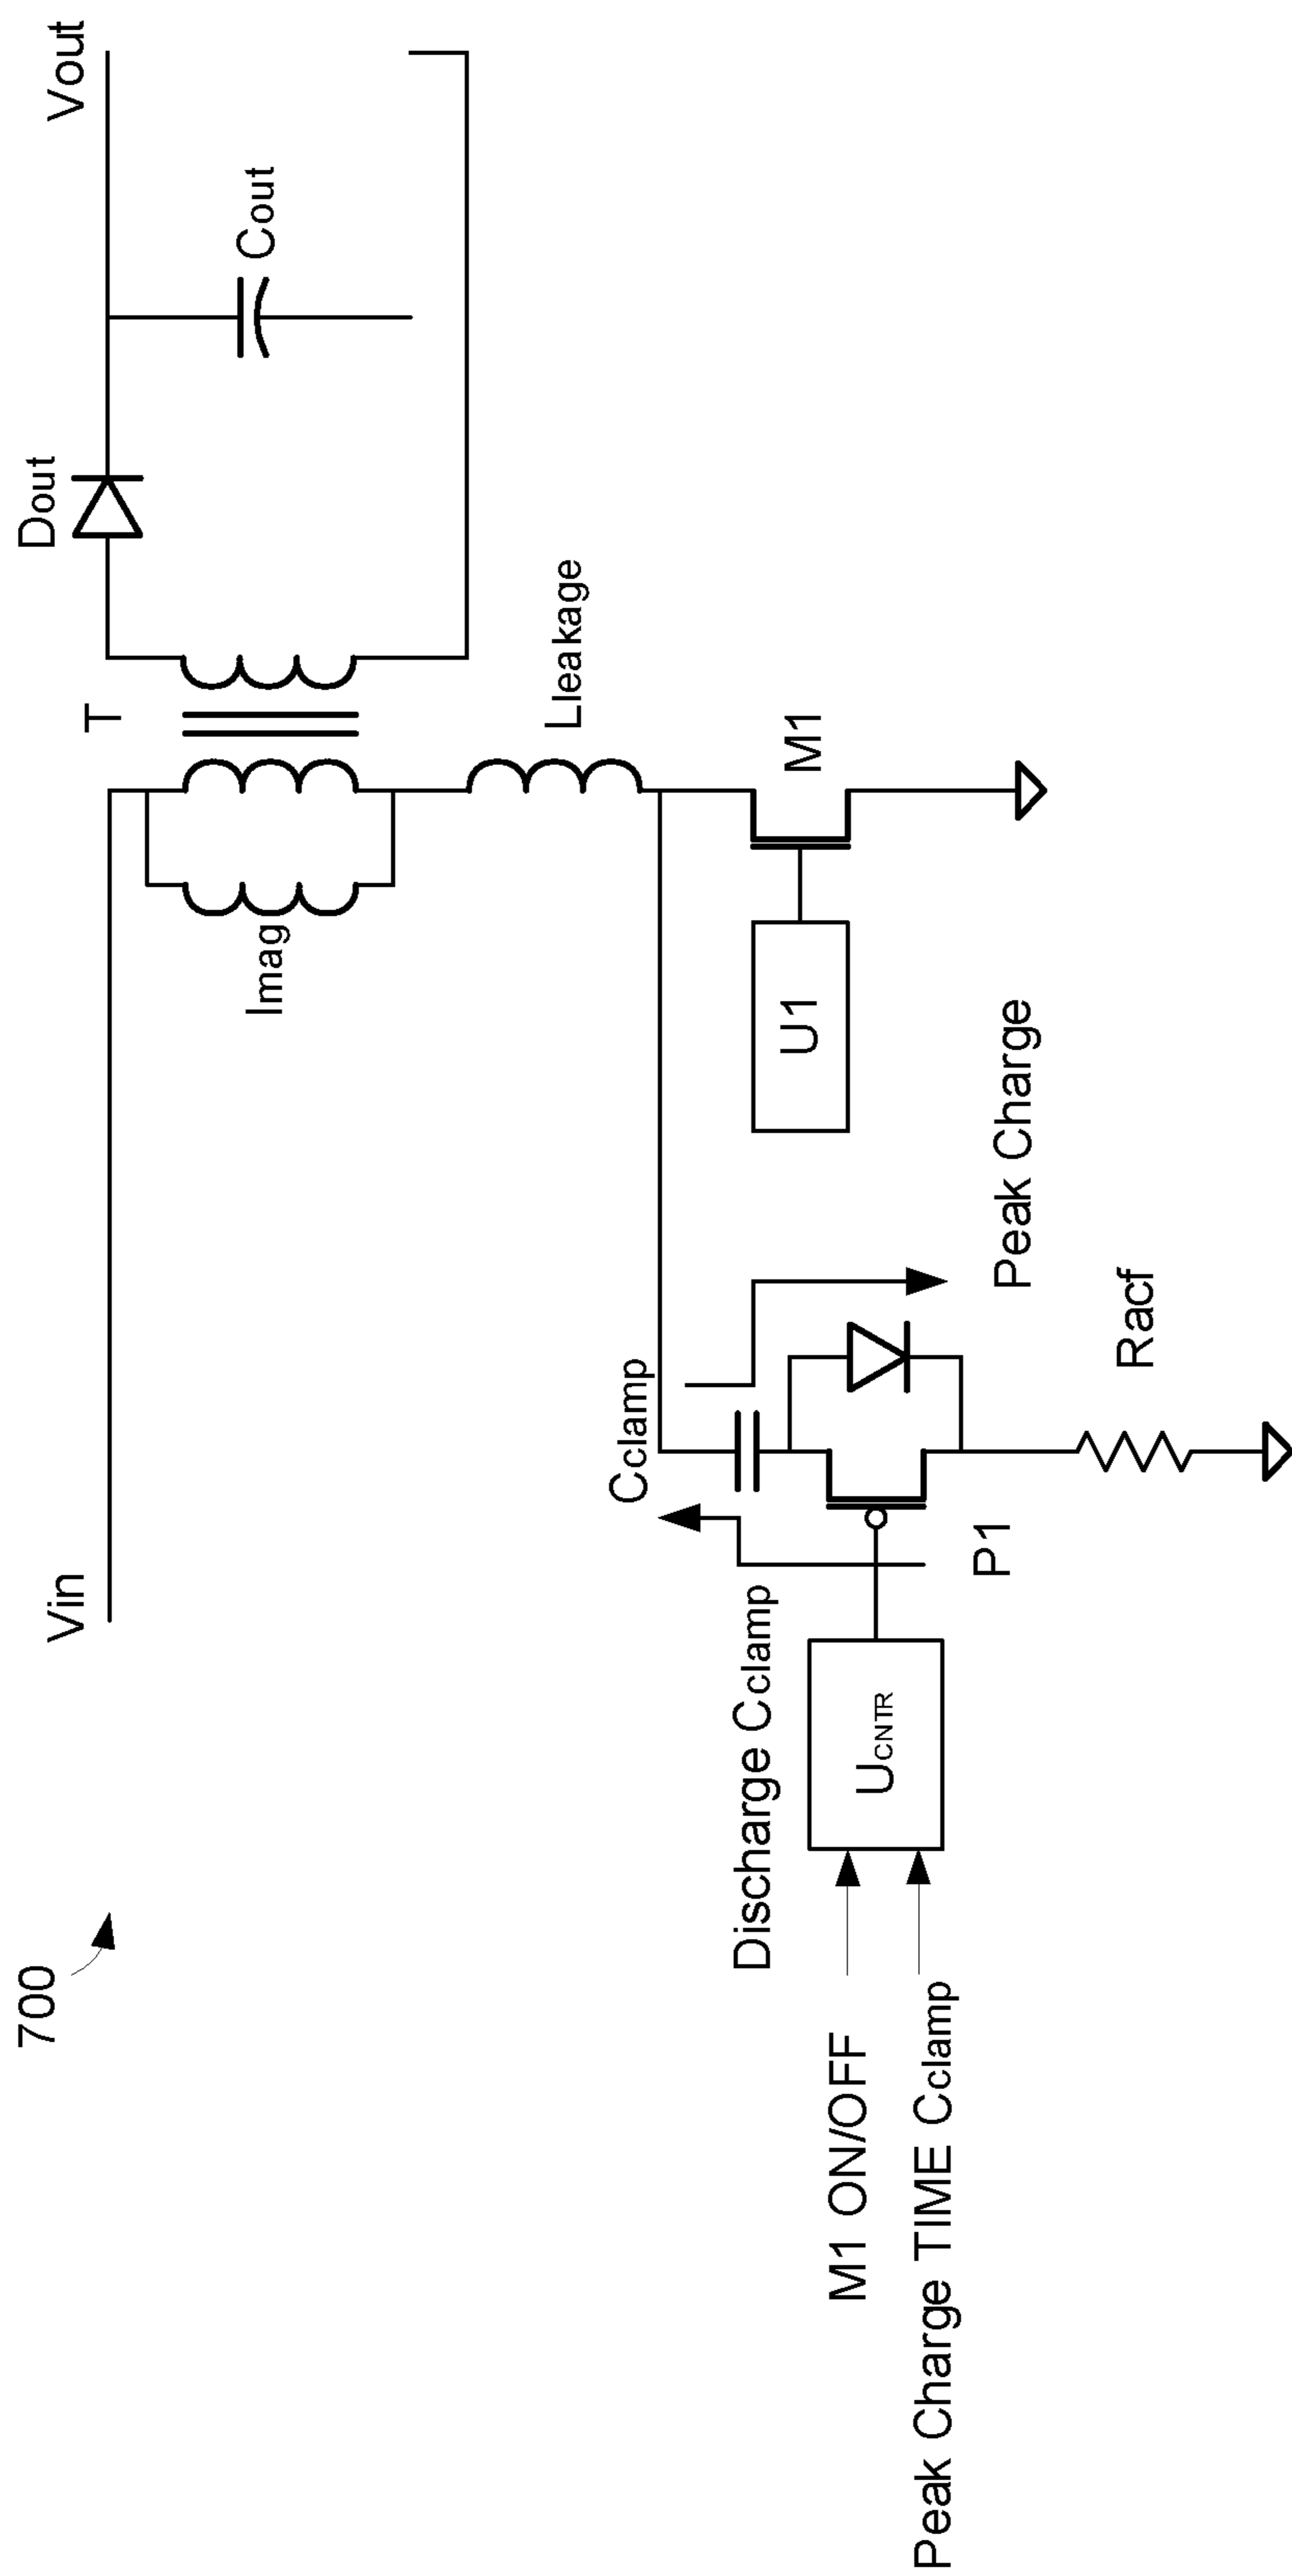 700
Vin
Dout
Vout
T
Cout
Imag
Lleakage
Cclamp
Discharge Cclamp
M1
U1
UCNTR
M1 ON/OFF
Peak Charge TIME Cclamp
P1
Peak Charge
Racf